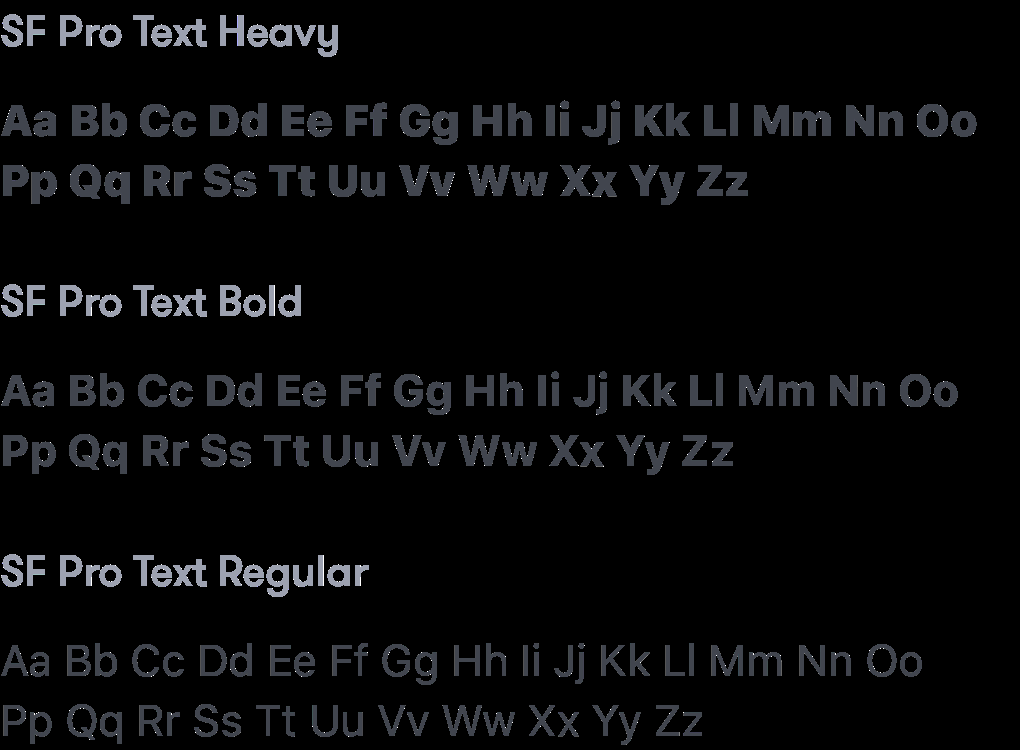 SF Pro Text Heavy
Aa Bb Cc Dd Ee Ff Gg Hh Ii Jj Kk Ll Mm Nn Oo
Pp Qq Rr Ss Tt Uu Vv Ww Xx Yy Zz
SF Pro Text Bold
Aa Bb Cc Dd Ee Ff Gg Hh Ii Jj Kk Ll Mm Nn Oo
Pp Qq Rr Ss Tt Uu Vv Ww Xx Yy Zz
SF Pro Text Regular
Aa Bb Cc Dd Ee Ff Gg Hh Ii Jj Kk Ll Mm Nn Oo
Pp Qq Rr Ss Tt Uu Vv Ww Xx Yy Zz